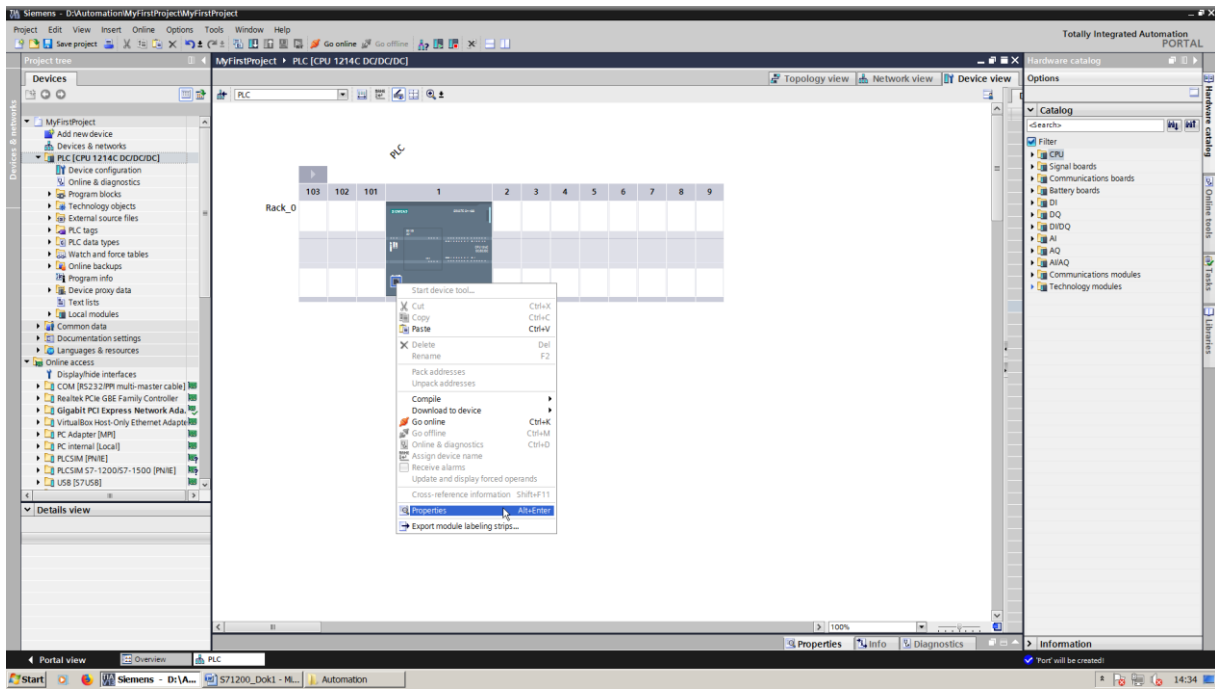 Siemens - D:\Automation\MyFirstProject\MyFirstProject
Project Edit View Insert Online Options Tools Window Help
Save project Go online Go offline
Totally Integrated Automation
PORTAL
Project tree
MyFirstProject PLC [CPU 1214C DC/DC/DC]
Hardware catalog
Devices
Topology view Network view Device view
Options
PLC
Catalog
<Search>
Filter
MyFirstProject
Add new device
Devices & networks
PLC [CPU 1214C DC/DC/DC]
Device configuration
Online & diagnostics
Program blocks
Technology objects
External source files
PLC tags
PLC data types
Watch and force tables
Online backups
Program info
Device proxy data
Text lists
Local modules
Common data
Documentation settings
Languages & resources
Online access
Display/hide interfaces
COM [RS232/PPI multi-master cable]
Realtek PCIe GBE Family Controller
Gigabit PCI Express Network Ada.
VirtualBox Host-Only Ethernet Adapte
PC Adapter [MPI]
PC internal [Local]
PLCSIM [PN/IE]
PLCSIM S7-1200/S7-1500 [PN/IE]
USB [S7USB]
Details view
Devices & networks
PLC
103 102 101 1 2 3 4 5 6 7 8 9
Rack_0
SIEMENS
Start device tool...
Cut Ctrl+X
Copy Ctrl+C
Paste Ctrl+V
Delete Del
Rename F2
Pack addresses
Unpack addresses
Compile
Download to device
Go online Ctrl+K
Go offline Ctrl+M
Online & diagnostics Ctrl+D
Assign device name
Receive alarms
Update and display forced operands
Cross-reference information Shift+F11
Properties Alt+Enter
Export module labeling strips...
CPU
Signal boards
Communications boards
Battery boards
DI
DQ
DI/DQ
AI
AQ
AI/AQ
Communications modules
Technology modules
Hardware catalog
Online tools
Tasks
Libraries
100%
Properties Info Diagnostics
Information
Portal view Overview PLC
'Port' will be created!
Start Siemens - D:\A... S71200_Dok1 - Mi... Automation 14:34